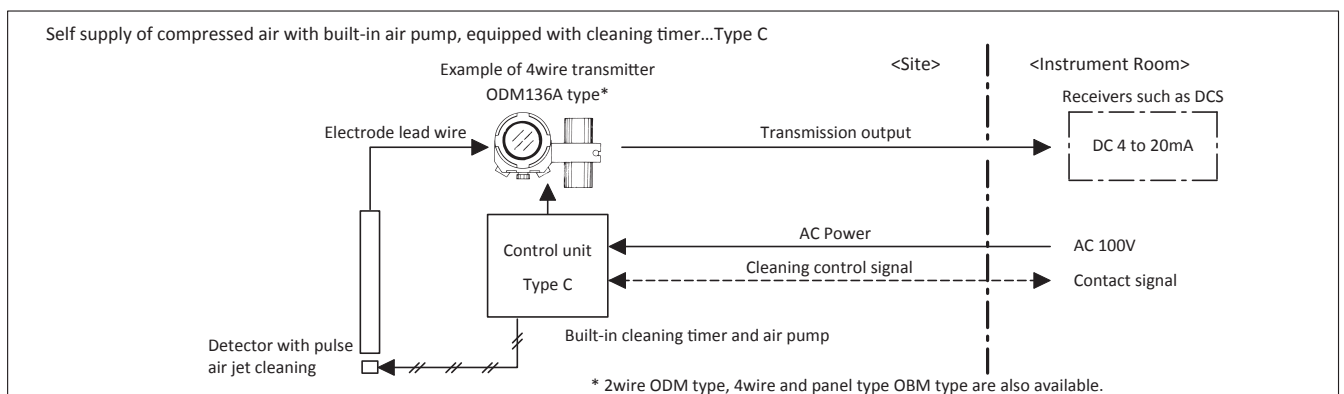 Self supply of compressed air with built-in air pump, equipped with cleaning timer...Type C
Example of 4wire transmitter
ODM136A type*
<Site>
<Instrument Room>
Receivers such as DCS
Electrode lead wire
Transmission output
DC 4 to 20mA
Control unit
Type C
AC Power
AC 100V
Cleaning control signal
Contact signal
Built-in cleaning timer and air pump
Detector with pulse
air jet cleaning
* 2wire ODM type, 4wire and panel type OBM type are also available.